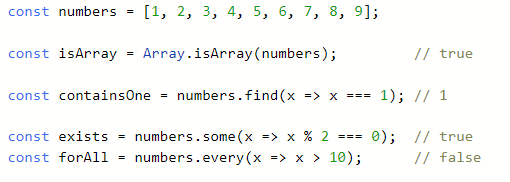 const numbers = [1, 2, 3, 4, 5, 6, 7, 8, 9];
const isArray = Array.isArray(numbers);         // true
const containsOne = numbers.find(x => x === 1); // 1
const exists = numbers.some(x => x % 2 === 0);  // true
const forAll = numbers.every(x => x > 10);      // false